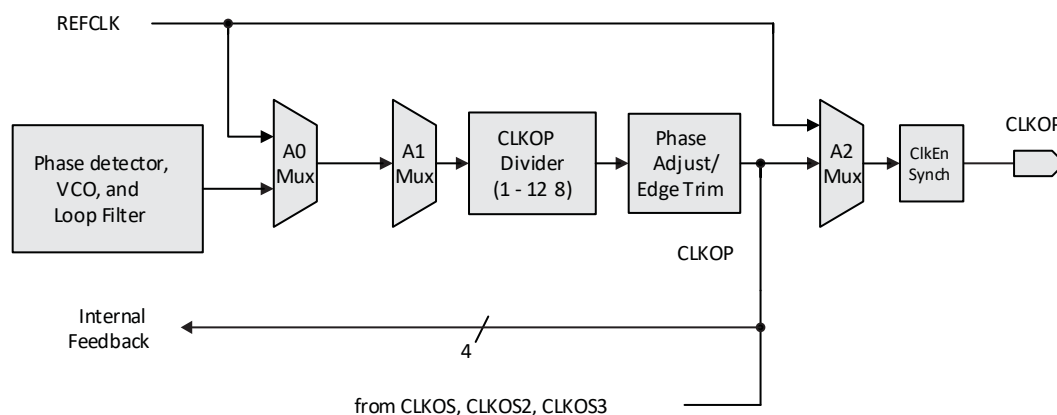 REFCLK
CLKOP
Phase detector,
VCO, and
Loop Filter
A0
Mux
A1
Mux
CLKOP
Divider
(1 - 12 8)
Phase
Adjust/
Edge Trim
A2
Mux
ClkEn
Synch
CLKOP
Internal
Feedback
4
from CLKOS, CLKOS2, CLKOS3